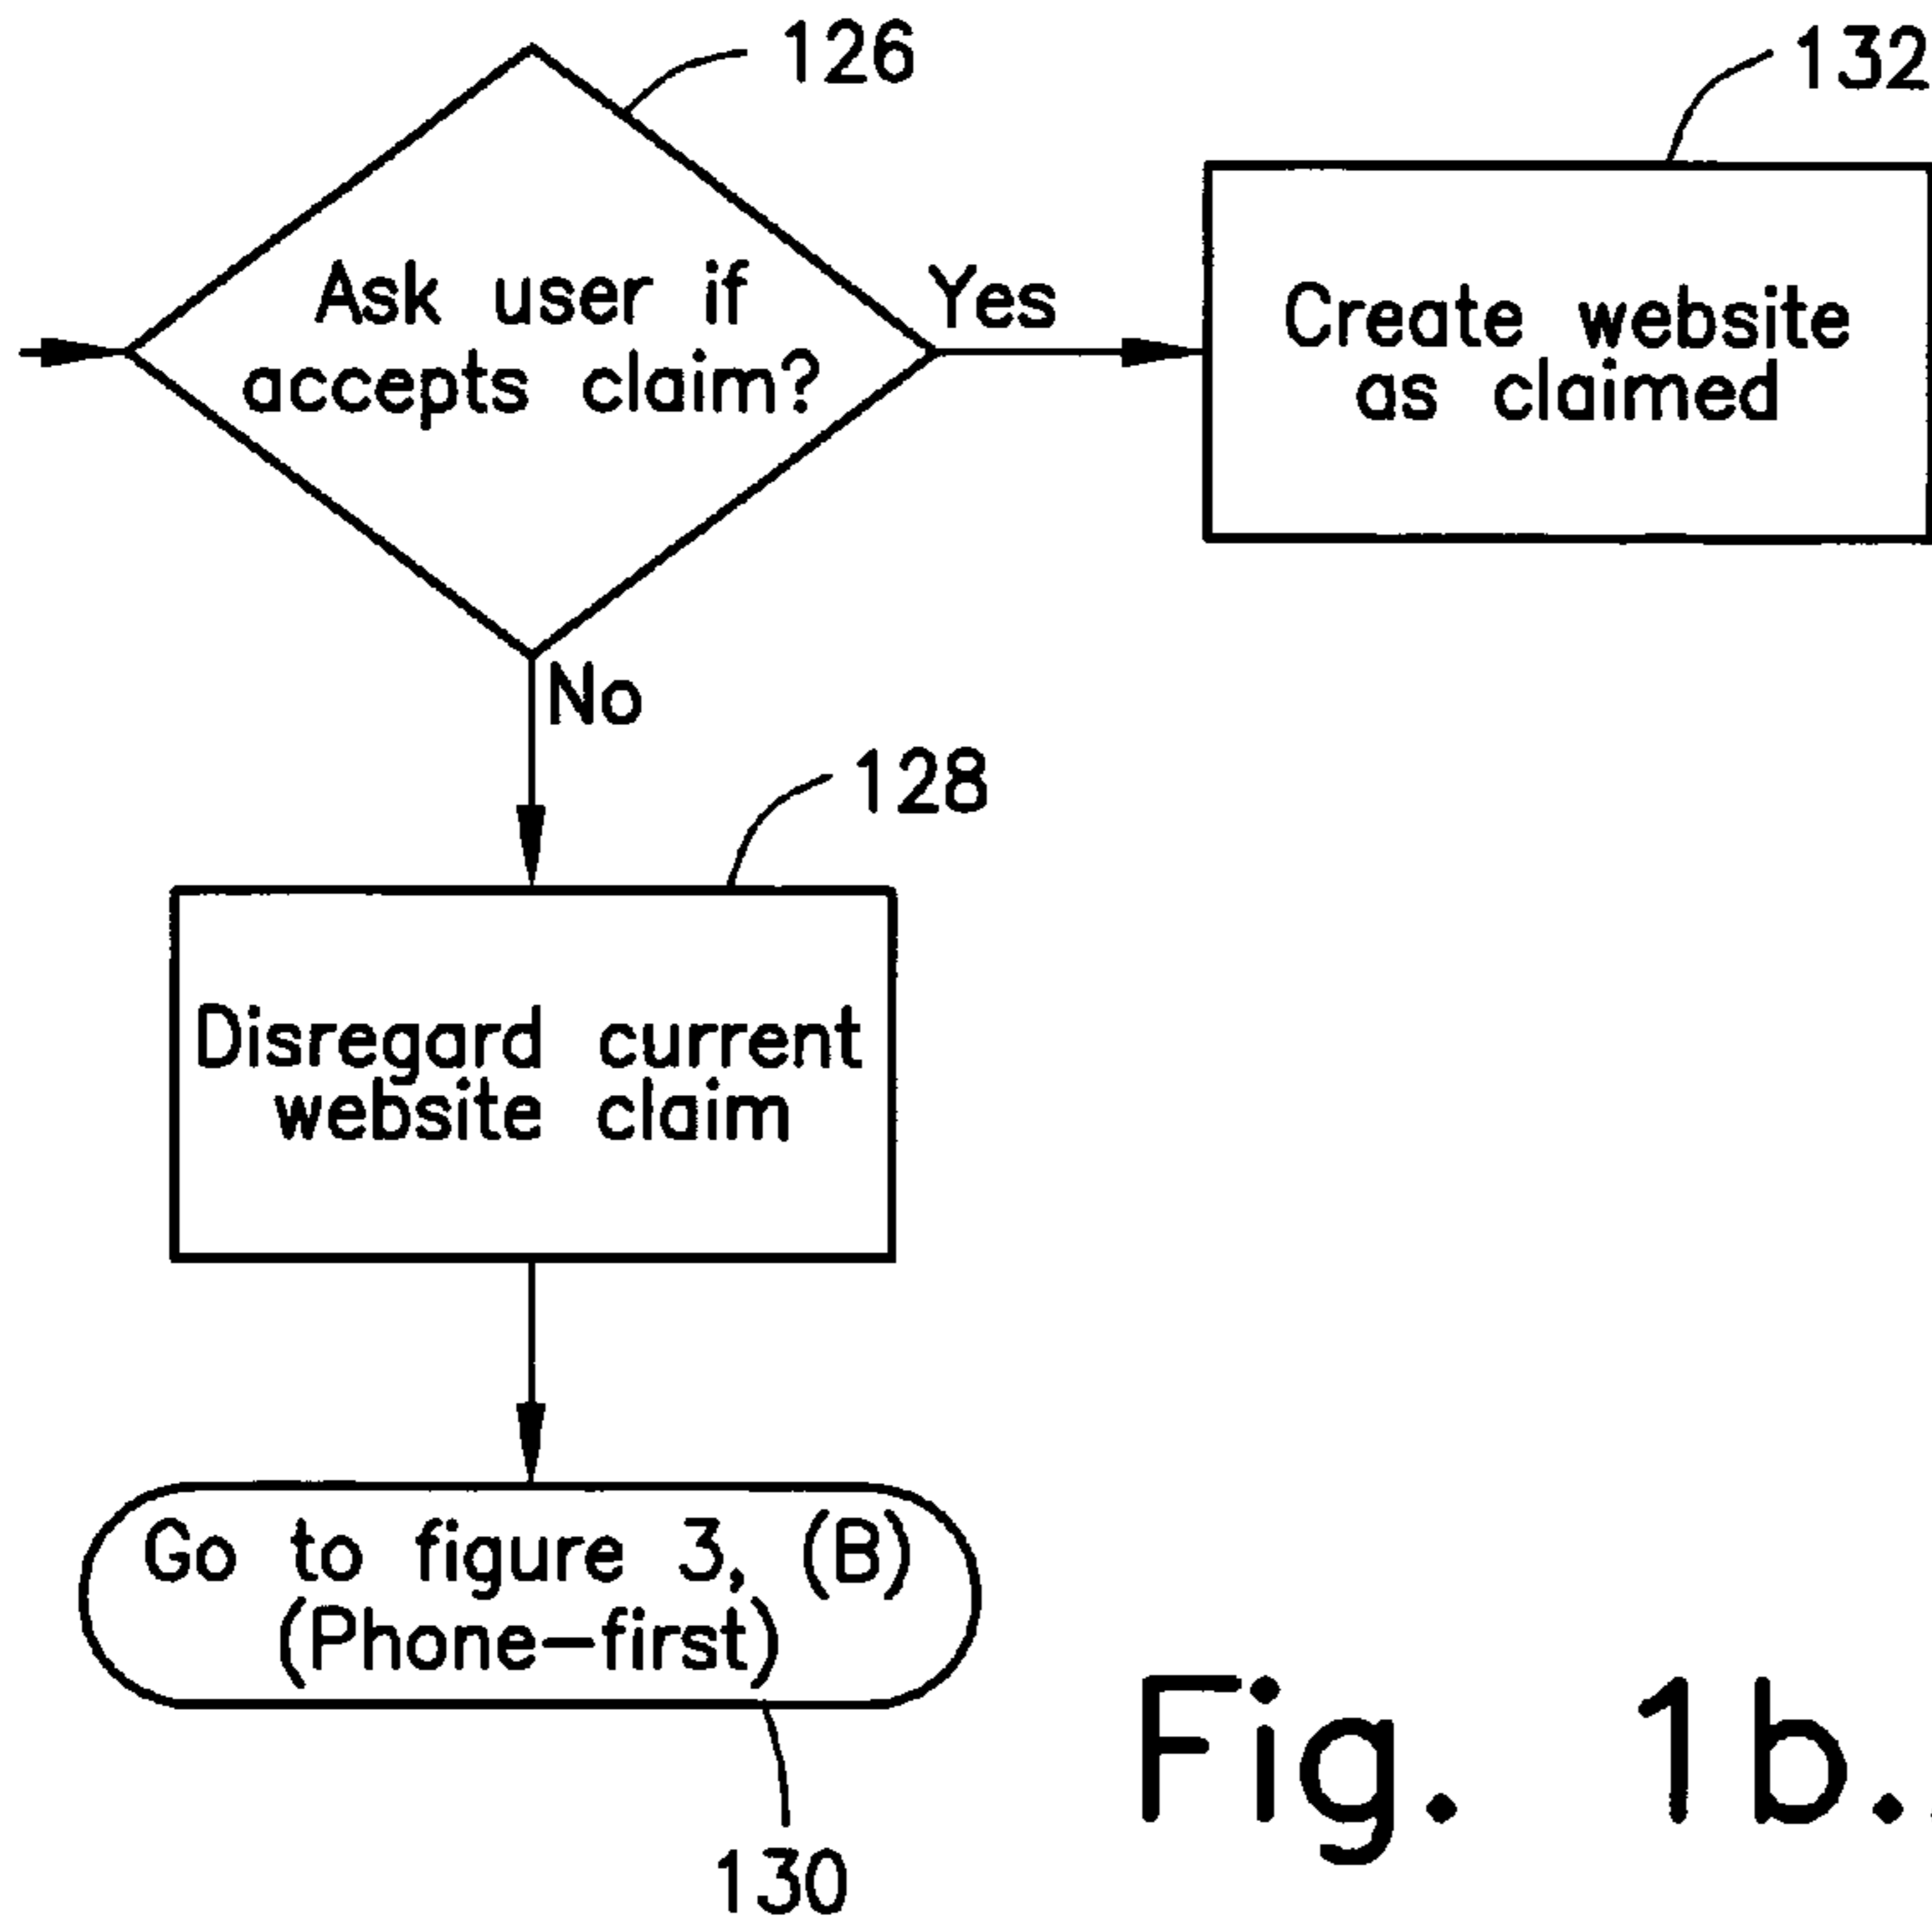 126
132
Ask user if
accepts claim?
Yes
Create website
as claimed
No
128
Disregard current
website claim
Go to figure 3, (B)
(Phone-first)
130
Fig. 1b.